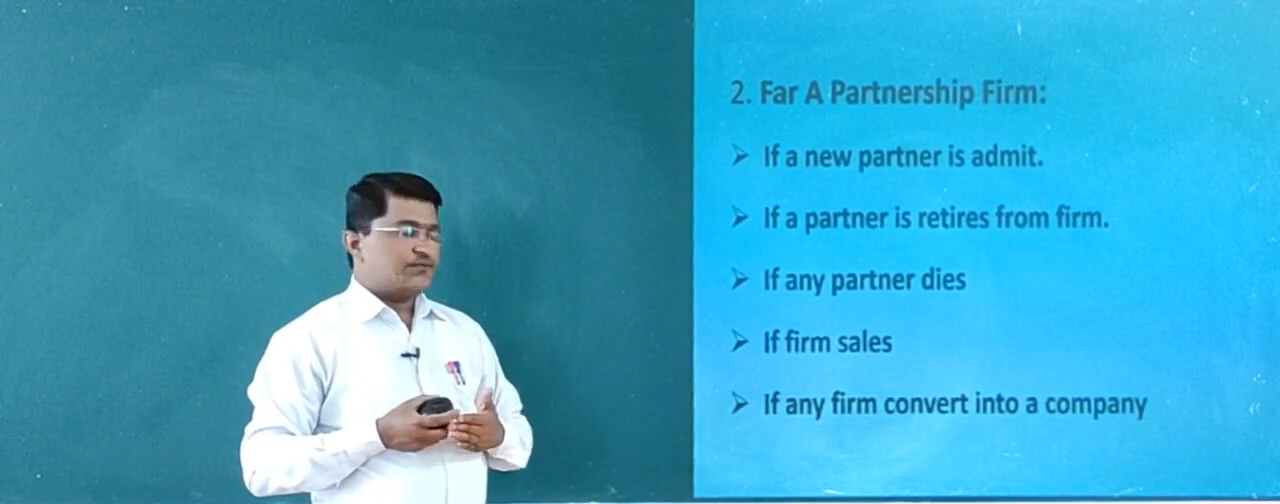 2. Far A Partnership Firm:
➢ If a new partner is admit.
➢ If a partner is retires from firm.
➢ If any partner dies
➢ If firm sales
➢ If any firm convert into a company